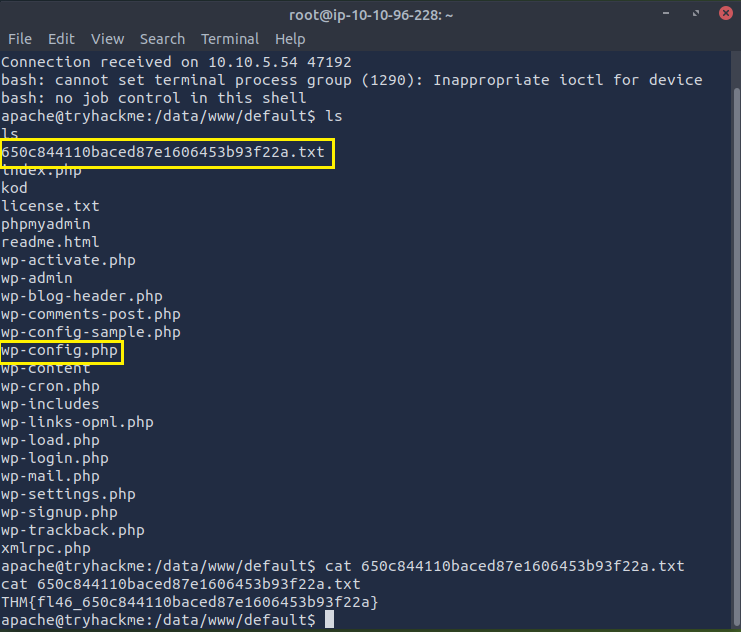 root@ip-10-10-96-228: ~
File Edit View Search Terminal Help
Connection received on 10.10.5.54 47192
bash: cannot set terminal process group (1290): Inappropriate ioctl for device
bash: no job control in this shell
apache@tryhackme:/data/www/default$ ls
ls
650c844110baced87e1606453b93f22a.txt
index.php
kod
license.txt
phpmyadmin
readme.html
wp-activate.php
wp-admin
wp-blog-header.php
wp-comments-post.php
wp-config-sample.php
wp-config.php
wp-content
wp-cron.php
wp-includes
wp-links-opml.php
wp-load.php
wp-login.php
wp-mail.php
wp-settings.php
wp-signup.php
wp-trackback.php
xmlrpc.php
apache@tryhackme:/data/www/default$ cat 650c844110baced87e1606453b93f22a.txt
cat 650c844110baced87e1606453b93f22a.txt
THM{fl46_650c844110baced87e1606453b93f22a}
apache@tryhackme:/data/www/default$